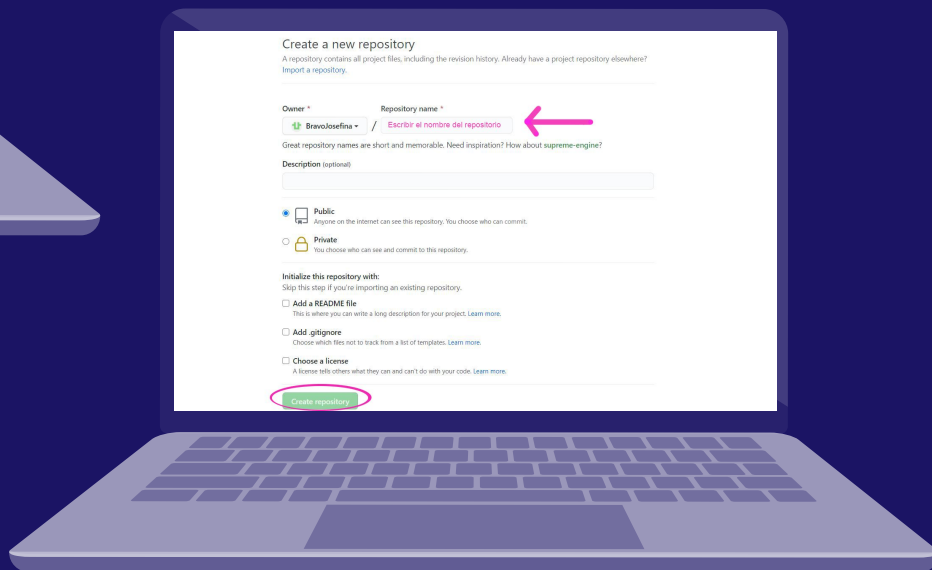 Create a new repository
A repository contains all project files, including the revision history. Already have a project repository elsewhere?
Import a repository.
Owner * Repository name *
BravoJosefina / Escribir el nombre del repositorio
Great repository names are short and memorable. Need inspiration? How about supreme-engine?
Description (optional)
Public
Anyone on the internet can see this repository. You choose who can commit.
Private
You choose who can see and commit to this repository.
Initialize this repository with:
Skip this step if you're importing an existing repository.
Add a README file
This is where you can write a long description for your project. Learn more.
Add .gitignore
Choose which files not to track from a list of templates. Learn more.
Choose a license
A license tells others what they can and can't do with your code. Learn more.
Create repository